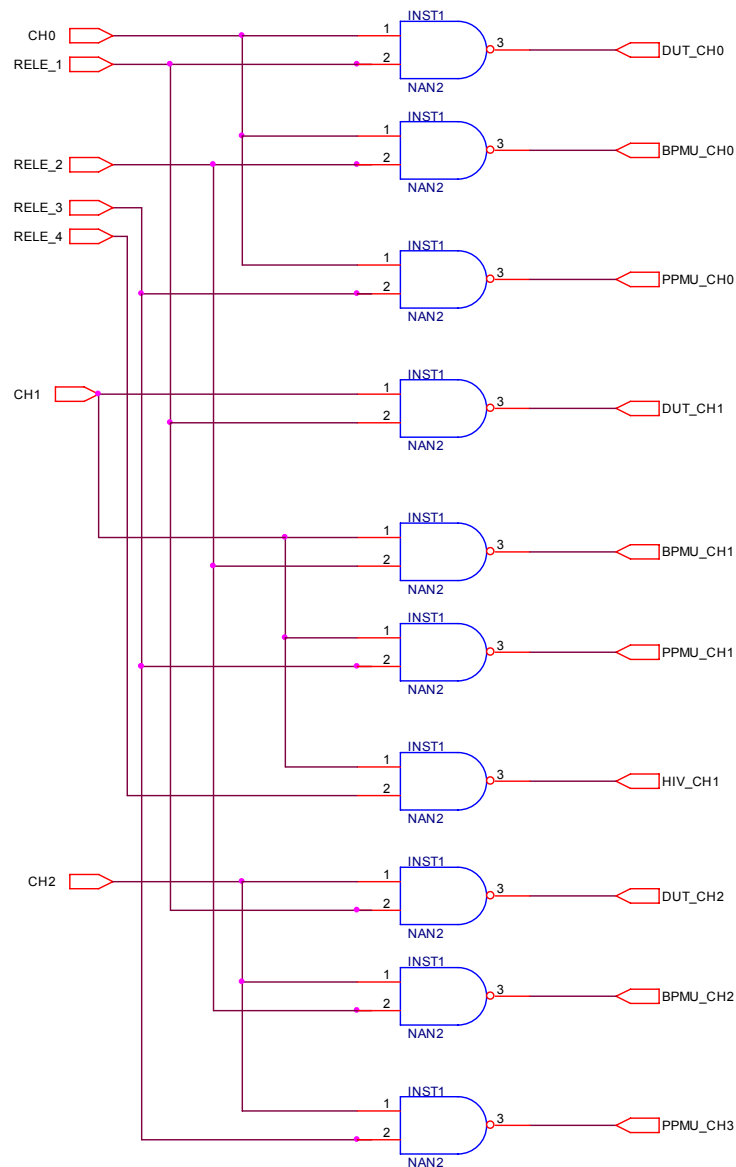 INST1
CH0 1 3 DUT_CH0
RELE_1 2
NAN2
INST1
1 3 BPMU_CH0
RELE_2 2
NAN2
RELE_3
RELE_4
INST1
1 3 PPMU_CH0
2
NAN2
INST1
CH1 1 3 DUT_CH1
2
NAN2
INST1
1 3 BPMU_CH1
2
NAN2
INST1
1 3 PPMU_CH1
2
NAN2
INST1
1 3 HIV_CH1
2
NAN2
INST1
CH2 1 3 DUT_CH2
2
NAN2
INST1
1 3 BPMU_CH2
2
NAN2
INST1
1 3 PPMU_CH3
2
NAN2